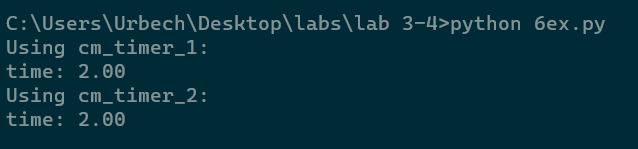 C:\Users\Urbech\Desktop\labs\lab 3-4>python 6ex.py
Using cm_timer_1:
time: 2.00
Using cm_timer_2:
time: 2.00